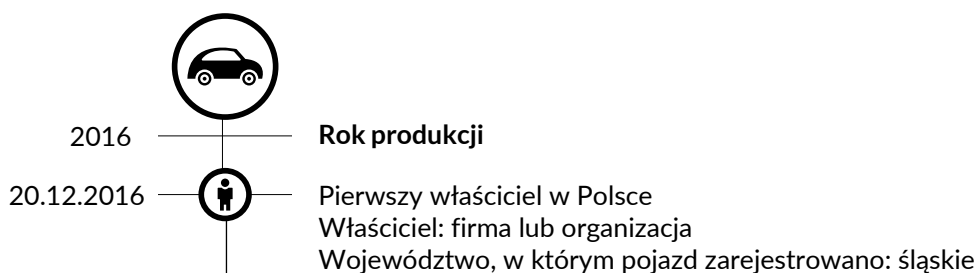 2016 Rok produkcji
20.12.2016 Pierwszy właściciel w Polsce
Właściciel: firma lub organizacja
Województwo, w którym pojazd zarejestrowano: śląskie